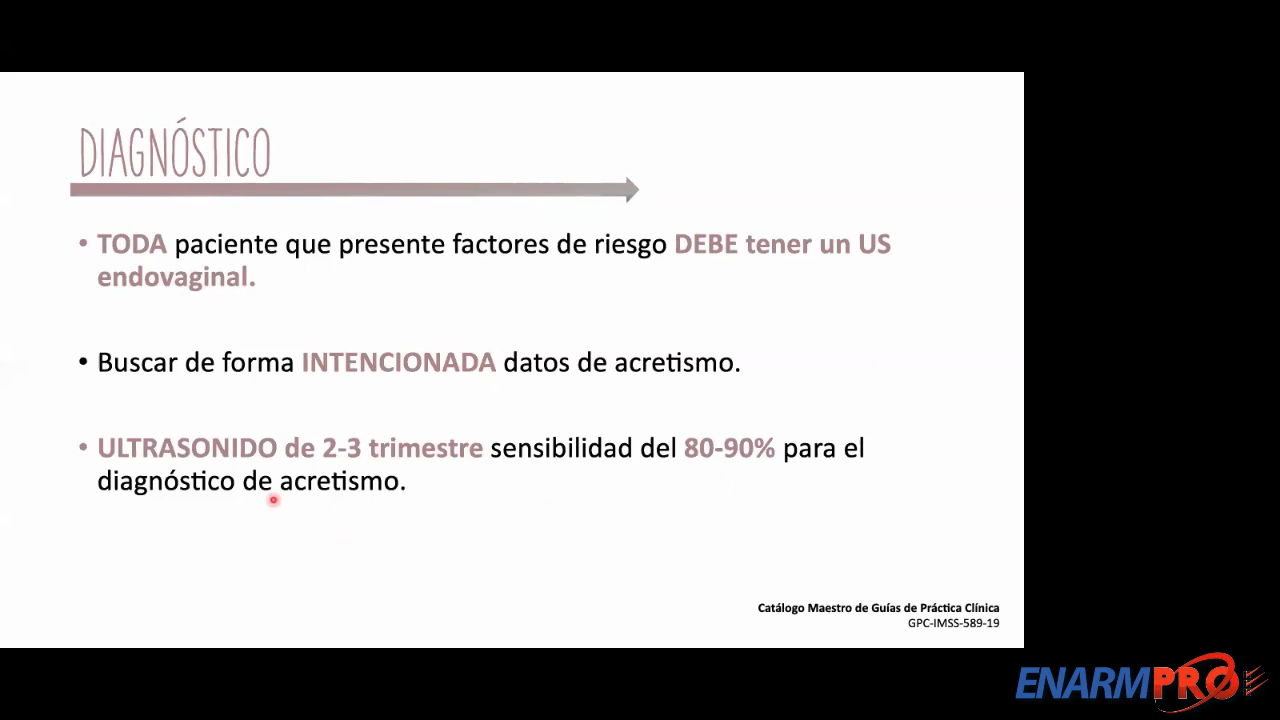 DIAGNÓSTICO
• TODA paciente que presente factores de riesgo DEBE tener un US
endovaginal.
• Buscar de forma INTENCIONADA datos de acretismo.
• ULTRASONIDO de 2-3 trimestre sensibilidad del 80-90% para el
diagnóstico de acretismo.
Catálogo Maestro de Guías de Práctica Clínica
GPC-IMSS-589-19
ENARMPRO